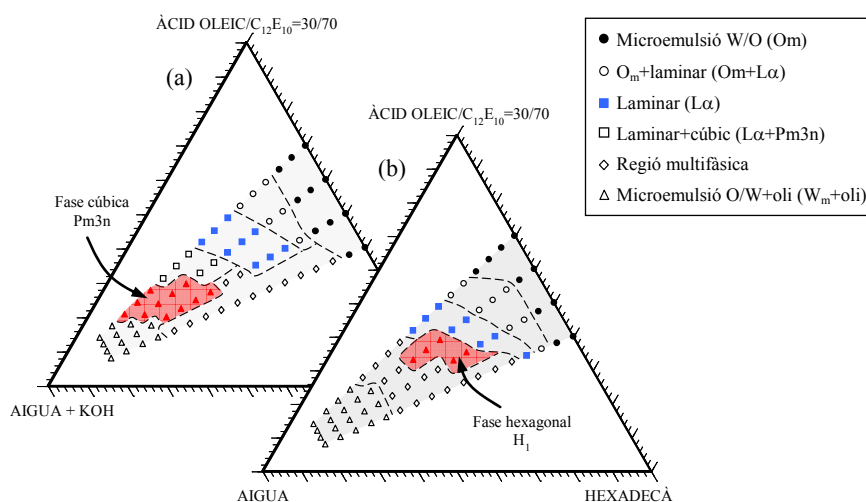 ÀCID OLEIC/C12E10=30/70
(a)
Fase cúbica
Pm3n
AIGUA + KOH
ÀCID OLEIC/C12E10=30/70
(b)
Fase hexagonal
H1
AIGUA
HEXADECÀ
Microemulsió W/O (Om)
Om+laminar (Om+Lα)
Laminar (Lα)
Laminar+cúbic (Lα+Pm3n)
Regió multifàsica
Microemulsió O/W+oli (Wm+oli)